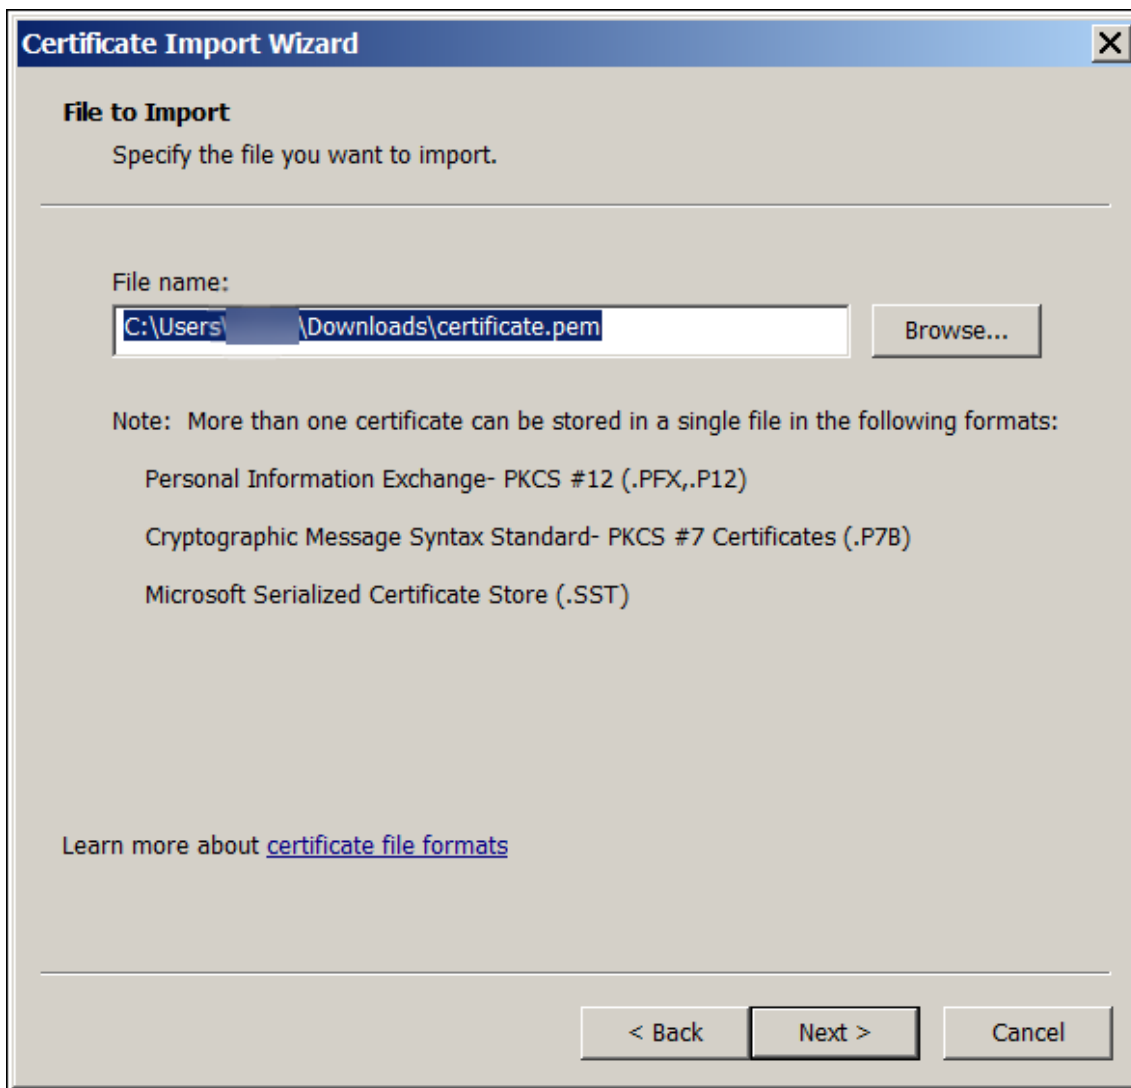 Certificate Import Wizard
File to Import
Specify the file you want to import.
File name:
C:\Users\ \Downloads\certificate.pem
Browse...
Note: More than one certificate can be stored in a single file in the following formats:
Personal Information Exchange- PKCS #12 (.PFX,.P12)
Cryptographic Message Syntax Standard- PKCS #7 Certificates (.P7B)
Microsoft Serialized Certificate Store (.SST)
Learn more about certificate file formats
< Back
Next >
Cancel